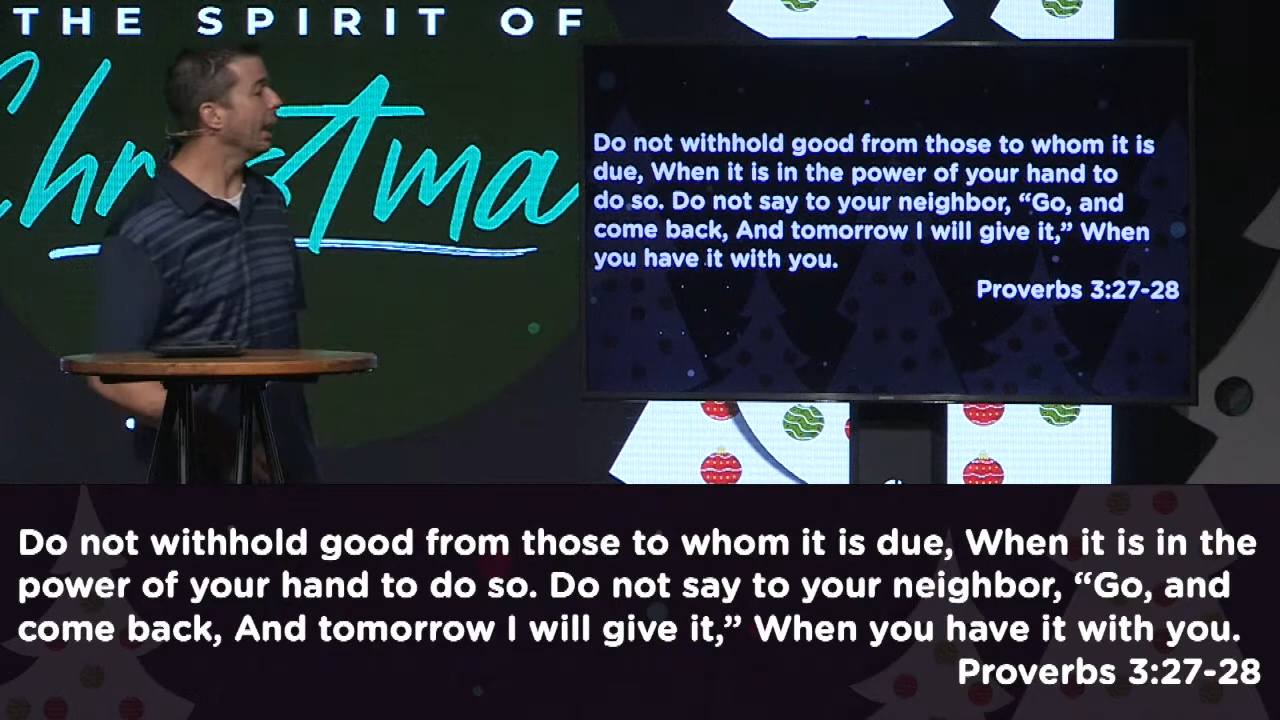 THE SPIRIT OF
Christma
Do not withhold good from those to whom it is
due, When it is in the power of your hand to
do so. Do not say to your neighbor, “Go, and
come back, And tomorrow I will give it,” When
you have it with you.
Proverbs 3:27-28
Do not withhold good from those to whom it is due, When it is in the
power of your hand to do so. Do not say to your neighbor, “Go, and
come back, And tomorrow I will give it,” When you have it with you.
Proverbs 3:27-28